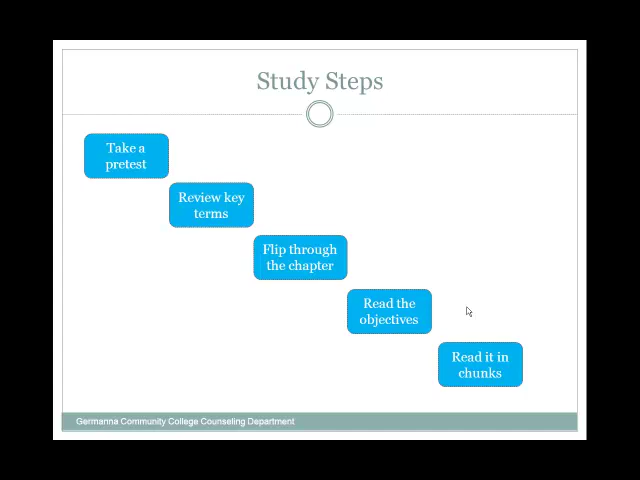 Study Steps
Take a
pretest
Review key
terms
Flip through
the chapter
Read the
objectives
Read it in
chunks
Germanna Community College Counseling Department